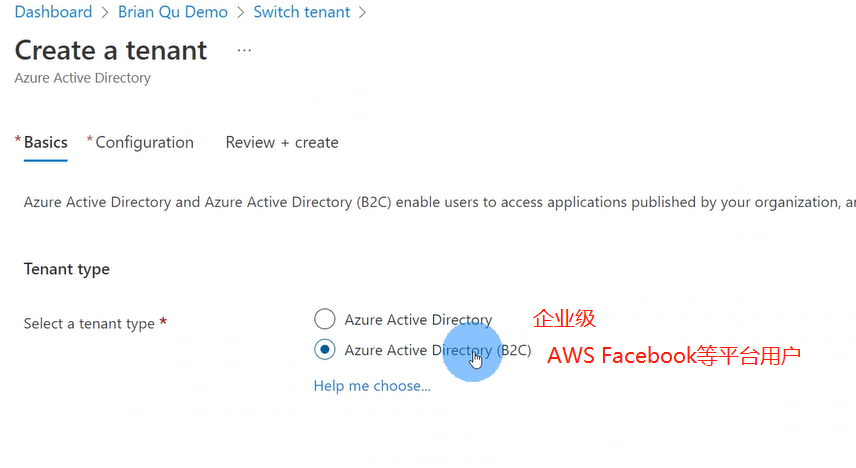 Dashboard > Brian Qu Demo > Switch tenant >
Create a tenant ...
Azure Active Directory
* Basics * Configuration Review + create
Azure Active Directory and Azure Active Directory (B2C) enable users to access applications published by your organization, a
Tenant type
Select a tenant type * Azure Active Directory 企业级
Azure Active Directory (B2C) AWS Facebook等平台用户
Help me choose...